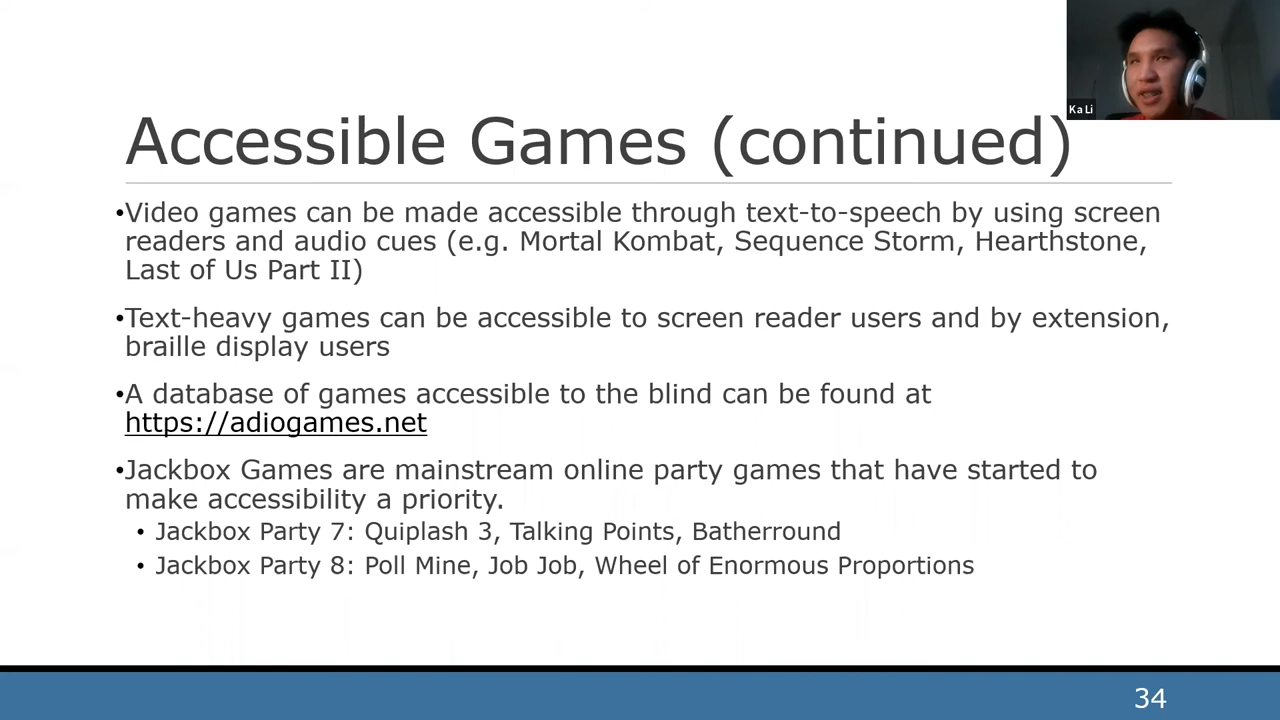 Ka Li
Accessible Games (continued)
•Video games can be made accessible through text-to-speech by using screen
readers and audio cues (e.g. Mortal Kombat, Sequence Storm, Hearthstone,
Last of Us Part II)
•Text-heavy games can be accessible to screen reader users and by extension,
braille display users
•A database of games accessible to the blind can be found at
https://adiogames.net
•Jackbox Games are mainstream online party games that have started to
make accessibility a priority.
• Jackbox Party 7: Quiplash 3, Talking Points, Batherround
• Jackbox Party 8: Poll Mine, Job Job, Wheel of Enormous Proportions
34